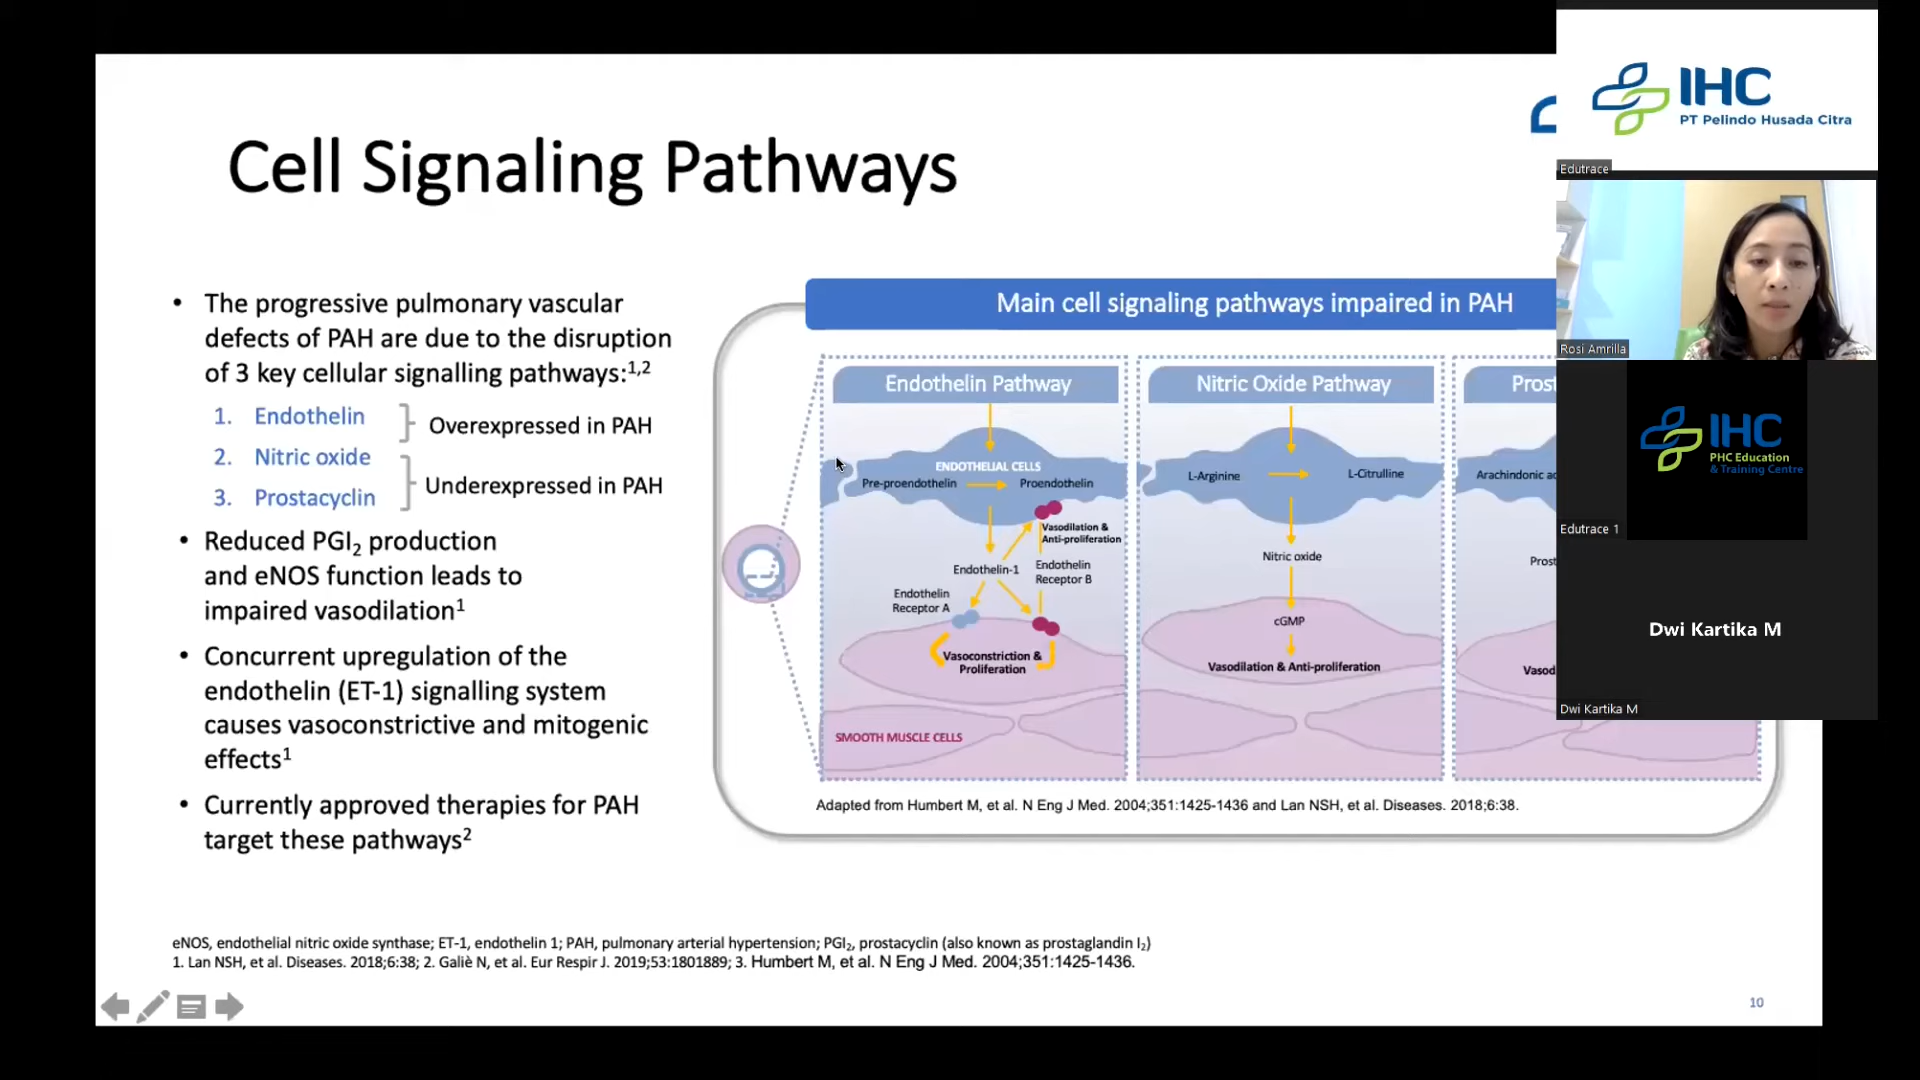 Cell Signaling Pathways
• The progressive pulmonary vascular
defects of PAH are due to the disruption
of 3 key cellular signalling pathways:1,2
1. Endothelin
Overexpressed in PAH
2. Nitric oxide
3. Prostacyclin
Underexpressed in PAH
• Reduced PGI2 production
and eNOS function leads to
impaired vasodilation1
• Concurrent upregulation of the
endothelin (ET-1) signalling system
causes vasoconstrictive and mitogenic
effects1
• Currently approved therapies for PAH
target these pathways2
Main cell signaling pathways impaired in PAH
Endothelin Pathway
ENDOTHELIAL CELLS
Pre-proendothelin
Proendothelin
Vasodilation &
Anti-proliferation
Endothelin-1
Endothelin
Receptor B
Endothelin
Receptor A
Vasoconstriction &
Proliferation
SMOOTH MUSCLE CELLS
Nitric Oxide Pathway
L-Arginine
L-Citrulline
Nitric oxide
cGMP
Vasodilation & Anti-proliferation
Prost
Arachindonic ac
Prost
Vasod
Adapted from Humbert M, et al. N Eng J Med. 2004;351:1425-1436 and Lan NSH, et al. Diseases. 2018;6:38.
eNOS, endothelial nitric oxide synthase; ET-1, endothelin 1; PAH, pulmonary arterial hypertension; PGI2, prostacyclin (also known as prostaglandin I2)
1. Lan NSH, et al. Diseases. 2018;6:38; 2. Galiè N, et al. Eur Respir J. 2019;53:1801889; 3. Humbert M, et al. N Eng J Med. 2004;351:1425-1436.
10
IHC
PT Pelindo Husada Citra
Edutrace
Rosi Amrilla
IHC
PHC Education
& Training Centre
Edutrace 1
Dwi Kartika M
Dwi Kartika M